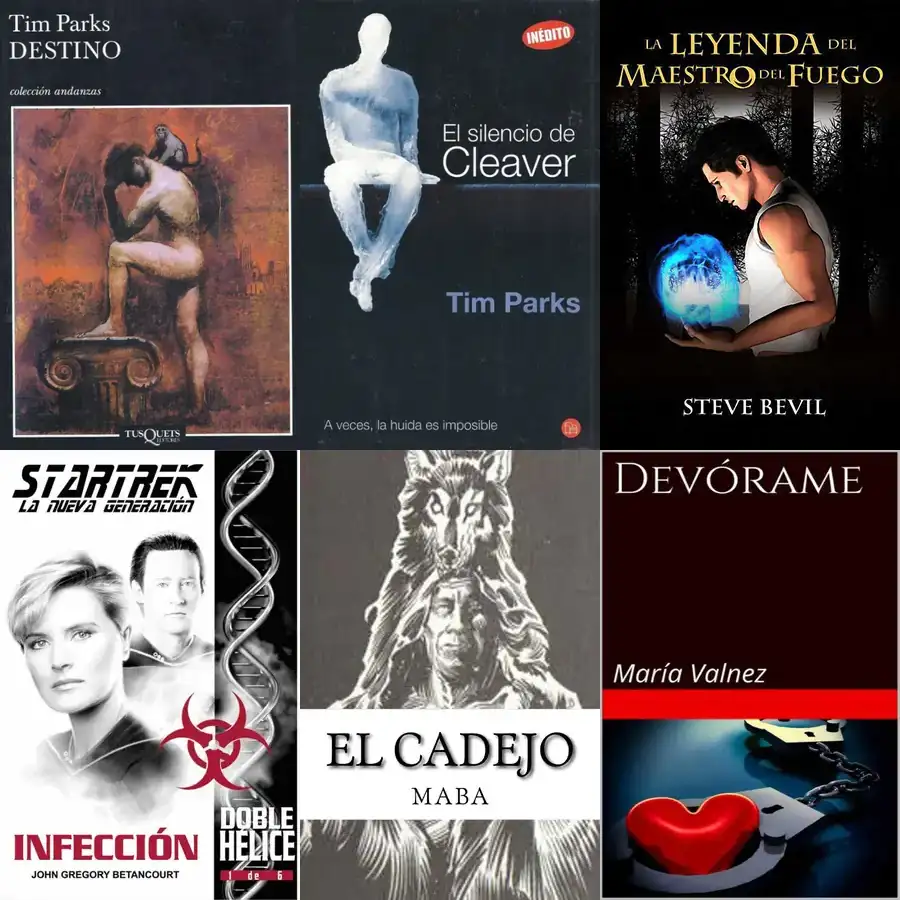 Tim Parks
DESTINO
colección andanzas
TUSQUETS
EDITORES
INÉDITO
El silencio de
Cleaver
Tim Parks
A veces, la huida es imposible
LA LEYENDA DEL
MAESTRO DEL FUEGO
STEVE BEVIL
STARTREK
LA NUEVA GENERACIÓN
INFECCIÓN
JOHN GREGORY BETANCOURT
DOBLE
HÉLICE
1 de 6
EL CADEJO
MABA
DEVÓRAME
María Valnez